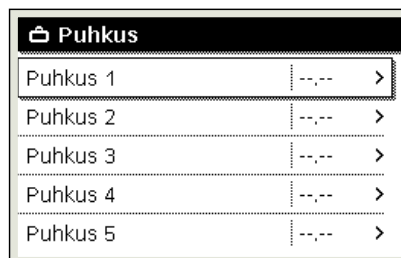 Puhkus
Puhkus 1 --.-- >
Puhkus 2 --.-- >
Puhkus 3 --.-- >
Puhkus 4 --.-- >
Puhkus 5 --.-- >